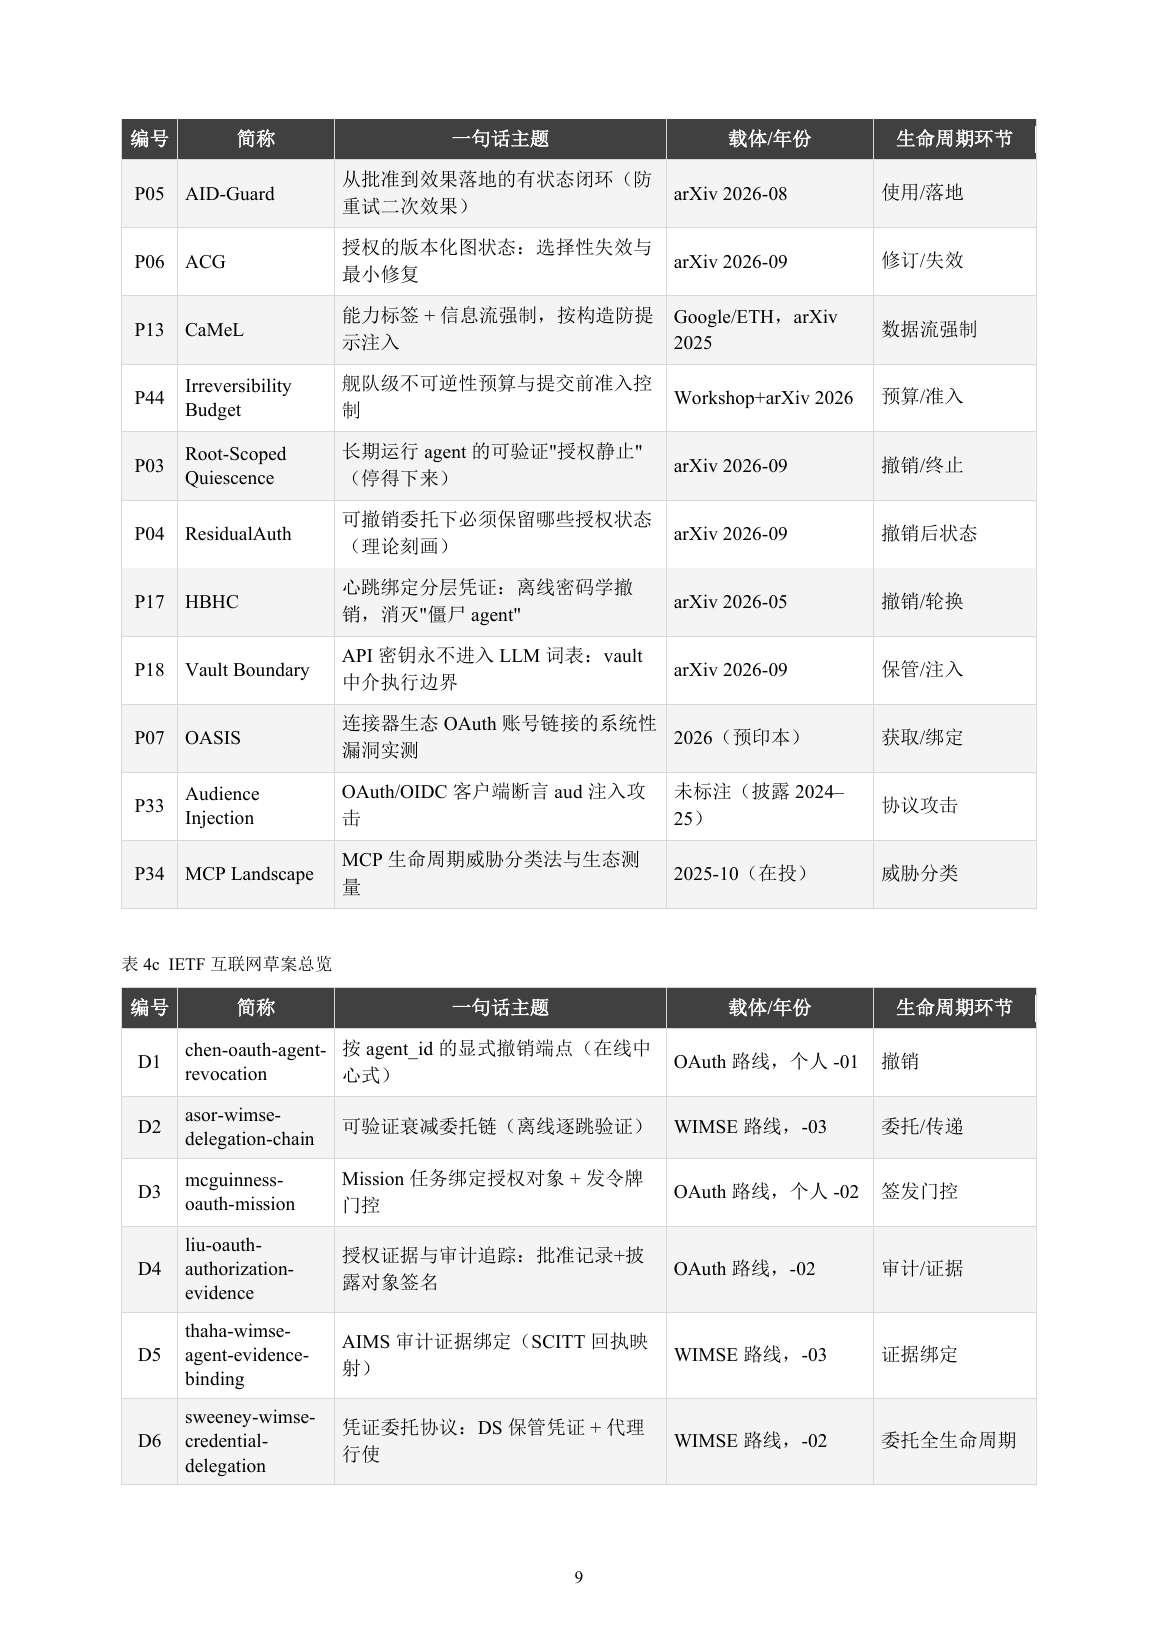 编号 简称 一句话主题 载体/年份 生命周期环节
P05 AID-Guard 从批准到效果落地的有状态闭环（防
重试二次效果） arXiv 2026-08 使用/落地
P06 ACG 授权的版本化图状态：选择性失效与
最小修复 arXiv 2026-09 修订/失效
P13 CaMeL 能力标签 + 信息流强制，按构造防提
示注入 Google/ETH，arXiv
2025 数据流强制
P44 Irreversibility
Budget 舰队级不可逆性预算与提交前准入控
制 Workshop+arXiv 2026 预算/准入
P03 Root-Scoped
Quiescence 长期运行 agent 的可验证"授权静止"
（停得下来） arXiv 2026-09 撤销/终止
P04 ResidualAuth 可撤销委托下必须保留哪些授权状态
（理论刻画） arXiv 2026-09 撤销后状态
P17 HBHC 心跳绑定分层凭证：离线密码学撤
销，消灭"僵尸 agent" arXiv 2026-05 撤销/轮换
P18 Vault Boundary API 密钥永不进入 LLM 词表：vault
中介执行边界 arXiv 2026-09 保管/注入
P07 OASIS 连接器生态 OAuth 账号链接的系统性
漏洞实测 2026（预印本） 获取/绑定
P33 Audience
Injection OAuth/OIDC 客户端断言 aud 注入攻
击 未标注（披露 2024–
25） 协议攻击
P34 MCP Landscape MCP 生命周期威胁分类法与生态测
量 2025-10（在投） 威胁分类
表 4c IETF 互联网草案总览
编号 简称 一句话主题 载体/年份 生命周期环节
D1 chen-oauth-agent-
revocation 按 agent_id 的显式撤销端点（在线中
心式） OAuth 路线，个人 -01 撤销
D2 asor-wimse-
delegation-chain 可验证衰减委托链（离线逐跳验证） WIMSE 路线，-03 委托/传递
D3 mcguinness-
oauth-mission Mission 任务绑定授权对象 + 发令牌
门控 OAuth 路线，个人 -02 签发门控
D4 liu-oauth-
authorization-
evidence 授权证据与审计追踪：批准记录+披
露对象签名 OAuth 路线，-02 审计/证据
D5 thaha-wimse-
agent-evidence-
binding AIMS 审计证据绑定（SCITT 回执映
射） WIMSE 路线，-03 证据绑定
D6 sweeney-wimse-
credential-
delegation 凭证委托协议：DS 保管凭证 + 代理
行使 WIMSE 路线，-02 委托全生命周期
9